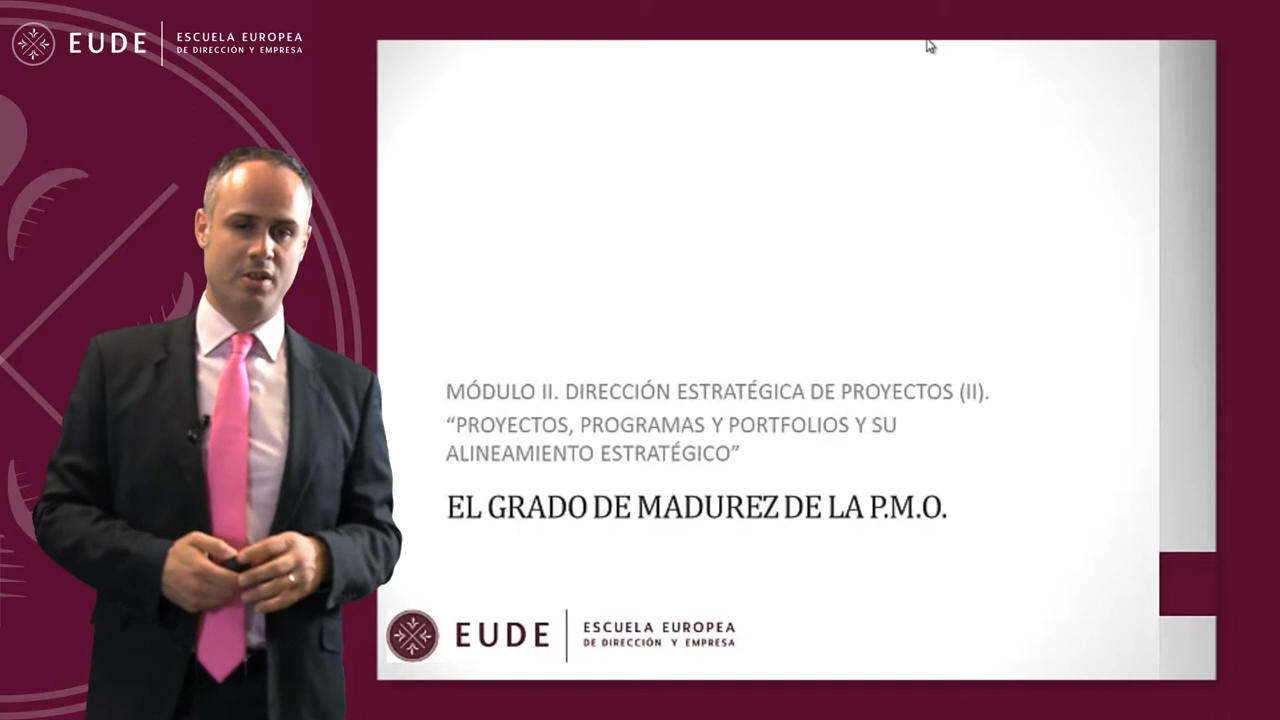 EUDE
ESCUELA EUROPEA
DE DIRECCIÓN Y EMPRESA
MÓDULO II. DIRECCIÓN ESTRATÉGICA DE PROYECTOS (II).
“PROYECTOS, PROGRAMAS Y PORTFOLIOS Y SU
ALINEAMIENTO ESTRATÉGICO”
EL GRADO DE MADUREZ DE LA P.M.O.
EUDE
ESCUELA EUROPEA
DE DIRECCIÓN Y EMPRESA